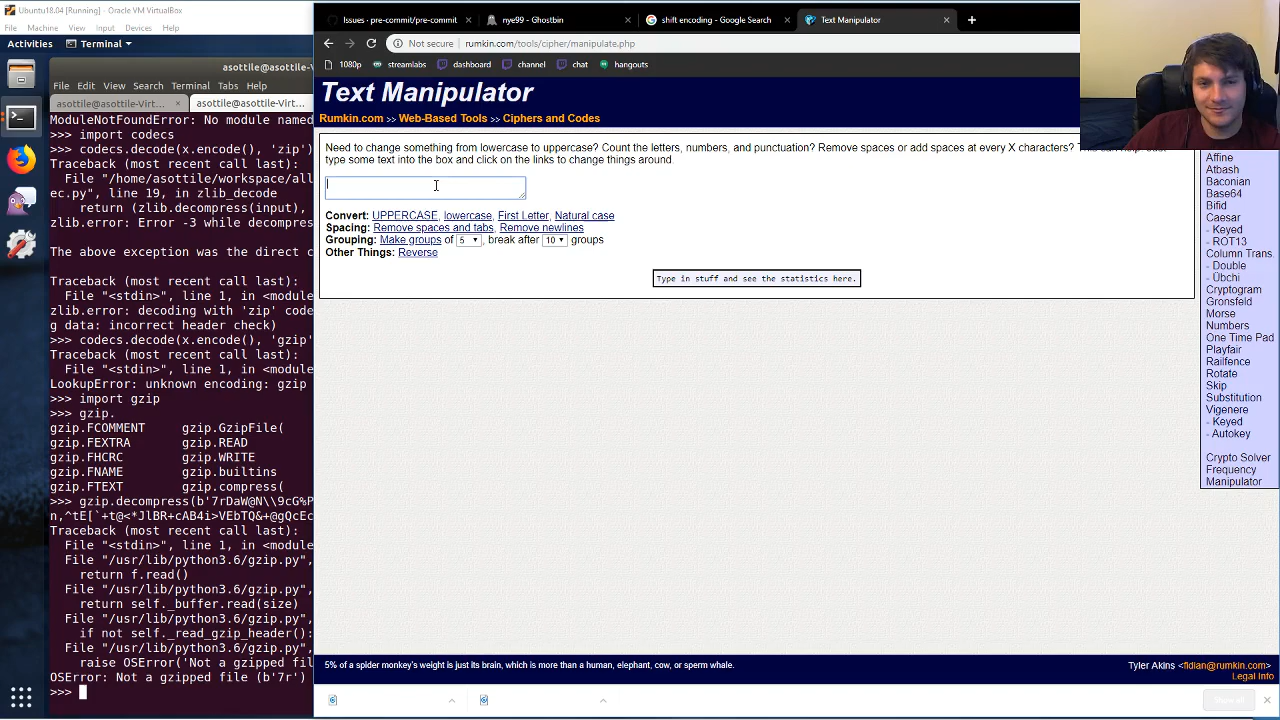 Ubuntu18.04 [Running] - Oracle VM VirtualBox
File Machine View Input Devices Help
Activities Terminal
asottile@asottile-Virt
File Edit View Search Terminal Tabs Help
asottile@asottile-Virt... × asottile@asottile-Virt...
ModuleNotFoundError: No module named
>>> import codecs
>>> codecs.decode(x.encode(), 'zip')
Traceback (most recent call last):
File "/home/asottile/workspace/all
ec.py", line 19, in zlib_decode
return (zlib.decompress(input),
zlib.error: Error -3 while decompres
The above exception was the direct c
Traceback (most recent call last):
File "<stdin>", line 1, in <module
zlib.error: decoding with 'zip' code
g data: incorrect header check)
>>> codecs.decode(x.encode(), 'gzip'
Traceback (most recent call last):
File "<stdin>", line 1, in <module
LookupError: unknown encoding: gzip
>>> import gzip
>>> gzip.
gzip.FCOMMENT gzip.GzipFile(
gzip.FEXTRA gzip.READ
gzip.FHCRC gzip.WRITE
gzip.FNAME gzip.builtins
gzip.FTEXT gzip.compress(
>>> gzip.decompress(b'7rDaW@N\\9cG%P
n,^tE[`+t@<*JlBR+cAB4i>VEbTQ&+@gQcEc
Traceback (most recent call last):
File "<stdin>", line 1, in <module
File "/usr/lib/python3.6/gzip.py",
return f.read()
File "/usr/lib/python3.6/gzip.py",
return self._buffer.read(size)
File "/usr/lib/python3.6/gzip.py",
if not self._read_gzip_header():
File "/usr/lib/python3.6/gzip.py",
raise OSError('Not a gzipped fil
OSError: Not a gzipped file (b'7r')
>>>
Issues · pre-commit/pre-commit × nye99 - Ghostbin × shift encoding - Google Search × Text Manipulator × +
Not secure rumkin.com/tools/cipher/manipulate.php
1080p streamlabs dashboard channel chat hangouts
Text Manipulator
Rumkin.com >> Web-Based Tools >> Ciphers and Codes
Need to change something from lowercase to uppercase? Count the letters, numbers, and punctuation? Remove spaces or add spaces at every X characters?
type some text into the box and click on the links to change things around.
Convert: UPPERCASE, lowercase, First Letter, Natural case
Spacing: Remove spaces and tabs, Remove newlines
Grouping: Make groups of 5 , break after 10 groups
Other Things: Reverse
Type in stuff and see the statistics here.
Affine
Atbash
Baconian
Base64
Bifid
Caesar
- Keyed
- ROT13
Column Trans.
- Double
- Übchi
Cryptogram
Gronsfeld
Morse
Numbers
One Time Pad
Playfair
Railfence
Rotate
Skip
Substitution
Vigenere
- Keyed
- Autokey
Crypto Solver
Frequency
Manipulator
5% of a spider monkey's weight is just its brain, which is more than a human, elephant, cow, or sperm whale.
Tyler Akins <fidian@rumkin.com>
Legal Info
Show all